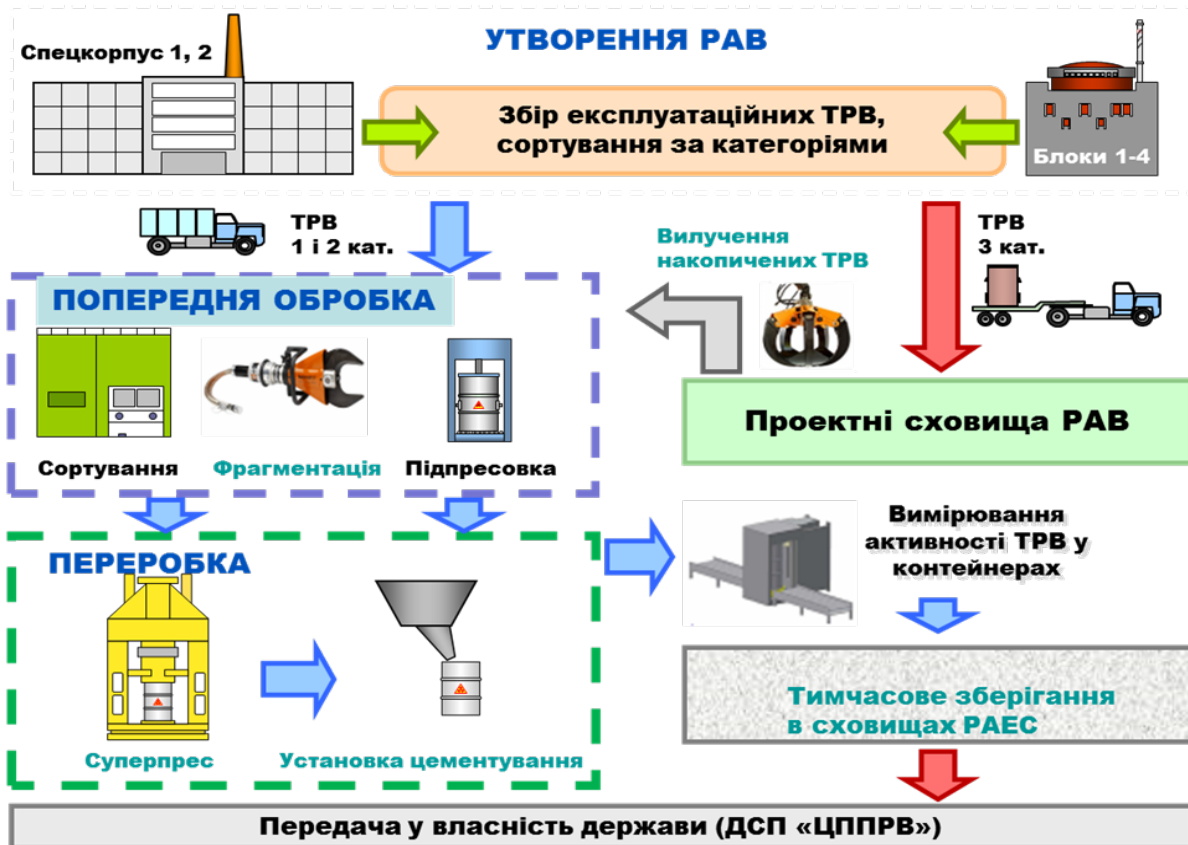 УТВОРЕННЯ РАВ
Спецкорпус 1, 2
Збір експлуатаційних ТРВ,
сортування за категоріями
Блоки 1-4
ТРВ
1 і 2 кат.
Вилучення
накопичених ТРВ
ТРВ
3 кат.
ПОПЕРЕДНЯ ОБРОБКА
Сортування
Фрагментація
Підпресовка
Проектні сховища РАВ
ПЕРЕРОБКА
Суперпрес
Установка цементування
Вимірювання
активності ТРВ у
контейнерах
Тимчасове зберігання
в сховищах РАЕС
Передача у власність держави (ДСП «ЦППРВ»)